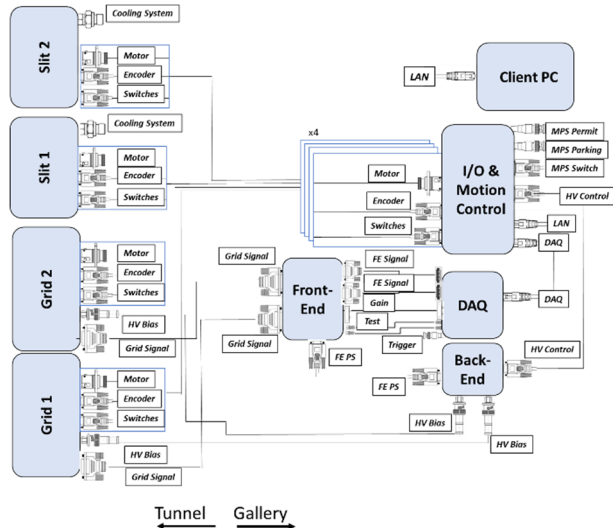 Slit 2
Cooling System
Motor
Encoder
Switches
Slit 1
Cooling System
Motor
Encoder
Switches
Grid 2
Motor
Encoder
Switches
HV Bias
Grid Signal
Grid 1
Motor
Encoder
Switches
HV Bias
Grid Signal
LAN
Client PC
x4
Motor
Encoder
Switches
I/O &
Motion
Control
MPS Permit
MPS Parking
MPS Switch
HV Control
LAN
DAQ
Grid Signal
Grid Signal
Front-
End
FE Signal
FE Signal
Gain
Test
Trigger
FE PS
DAQ
DAQ
Back-
End
FE PS
HV Control
HV Bias
HV Bias
Tunnel
Gallery